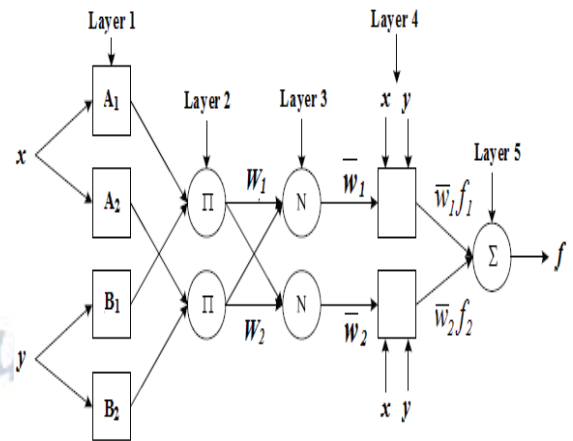 Layer 1
Layer 4
A₁
Layer 2
Layer 3
x y
x
W₁
w̅₁
Layer 5
A₂
Π
N
w̅₁f₁
Σ
f
B₁
Π
N
w̅₂f₂
y
W₂
w̅₂
B₂
x y